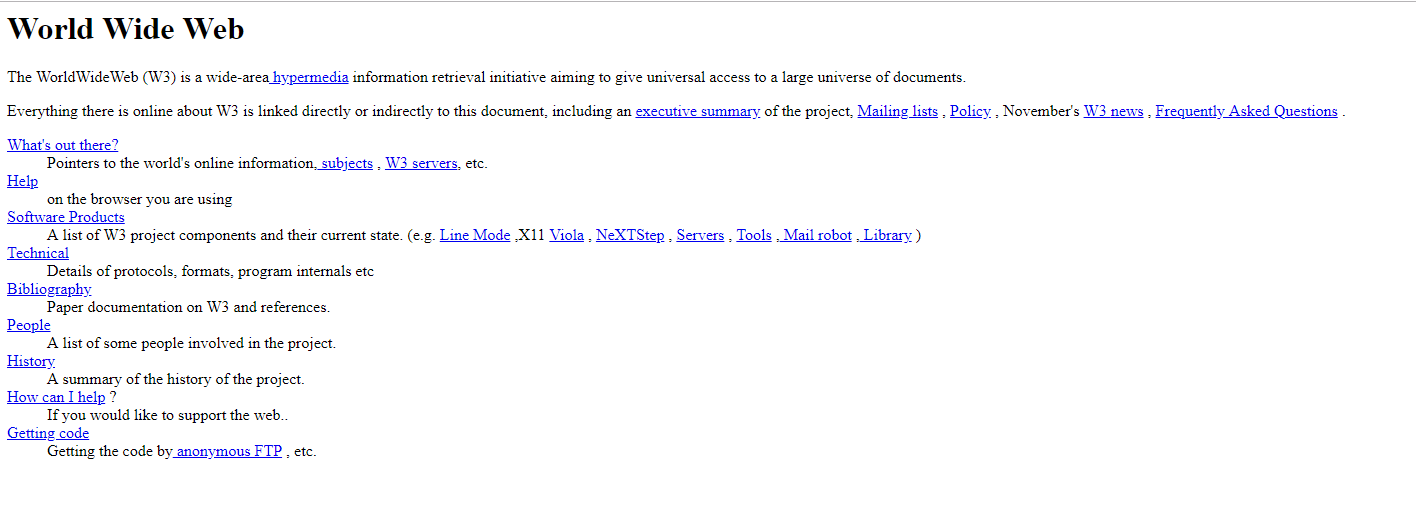 World Wide Web
The WorldWideWeb (W3) is a wide-area hypermedia information retrieval initiative aiming to give universal access to a large universe of documents.
Everything there is online about W3 is linked directly or indirectly to this document, including an executive summary of the project, Mailing lists , Policy , November's W3 news , Frequently Asked Questions .
What's out there?
Pointers to the world's online information, subjects , W3 servers, etc.
Help
on the browser you are using
Software Products
A list of W3 project components and their current state. (e.g. Line Mode ,X11 Viola , NeXTStep , Servers , Tools , Mail robot , Library )
Technical
Details of protocols, formats, program internals etc
Bibliography
Paper documentation on W3 and references.
People
A list of some people involved in the project.
History
A summary of the history of the project.
How can I help ?
If you would like to support the web..
Getting code
Getting the code by anonymous FTP , etc.